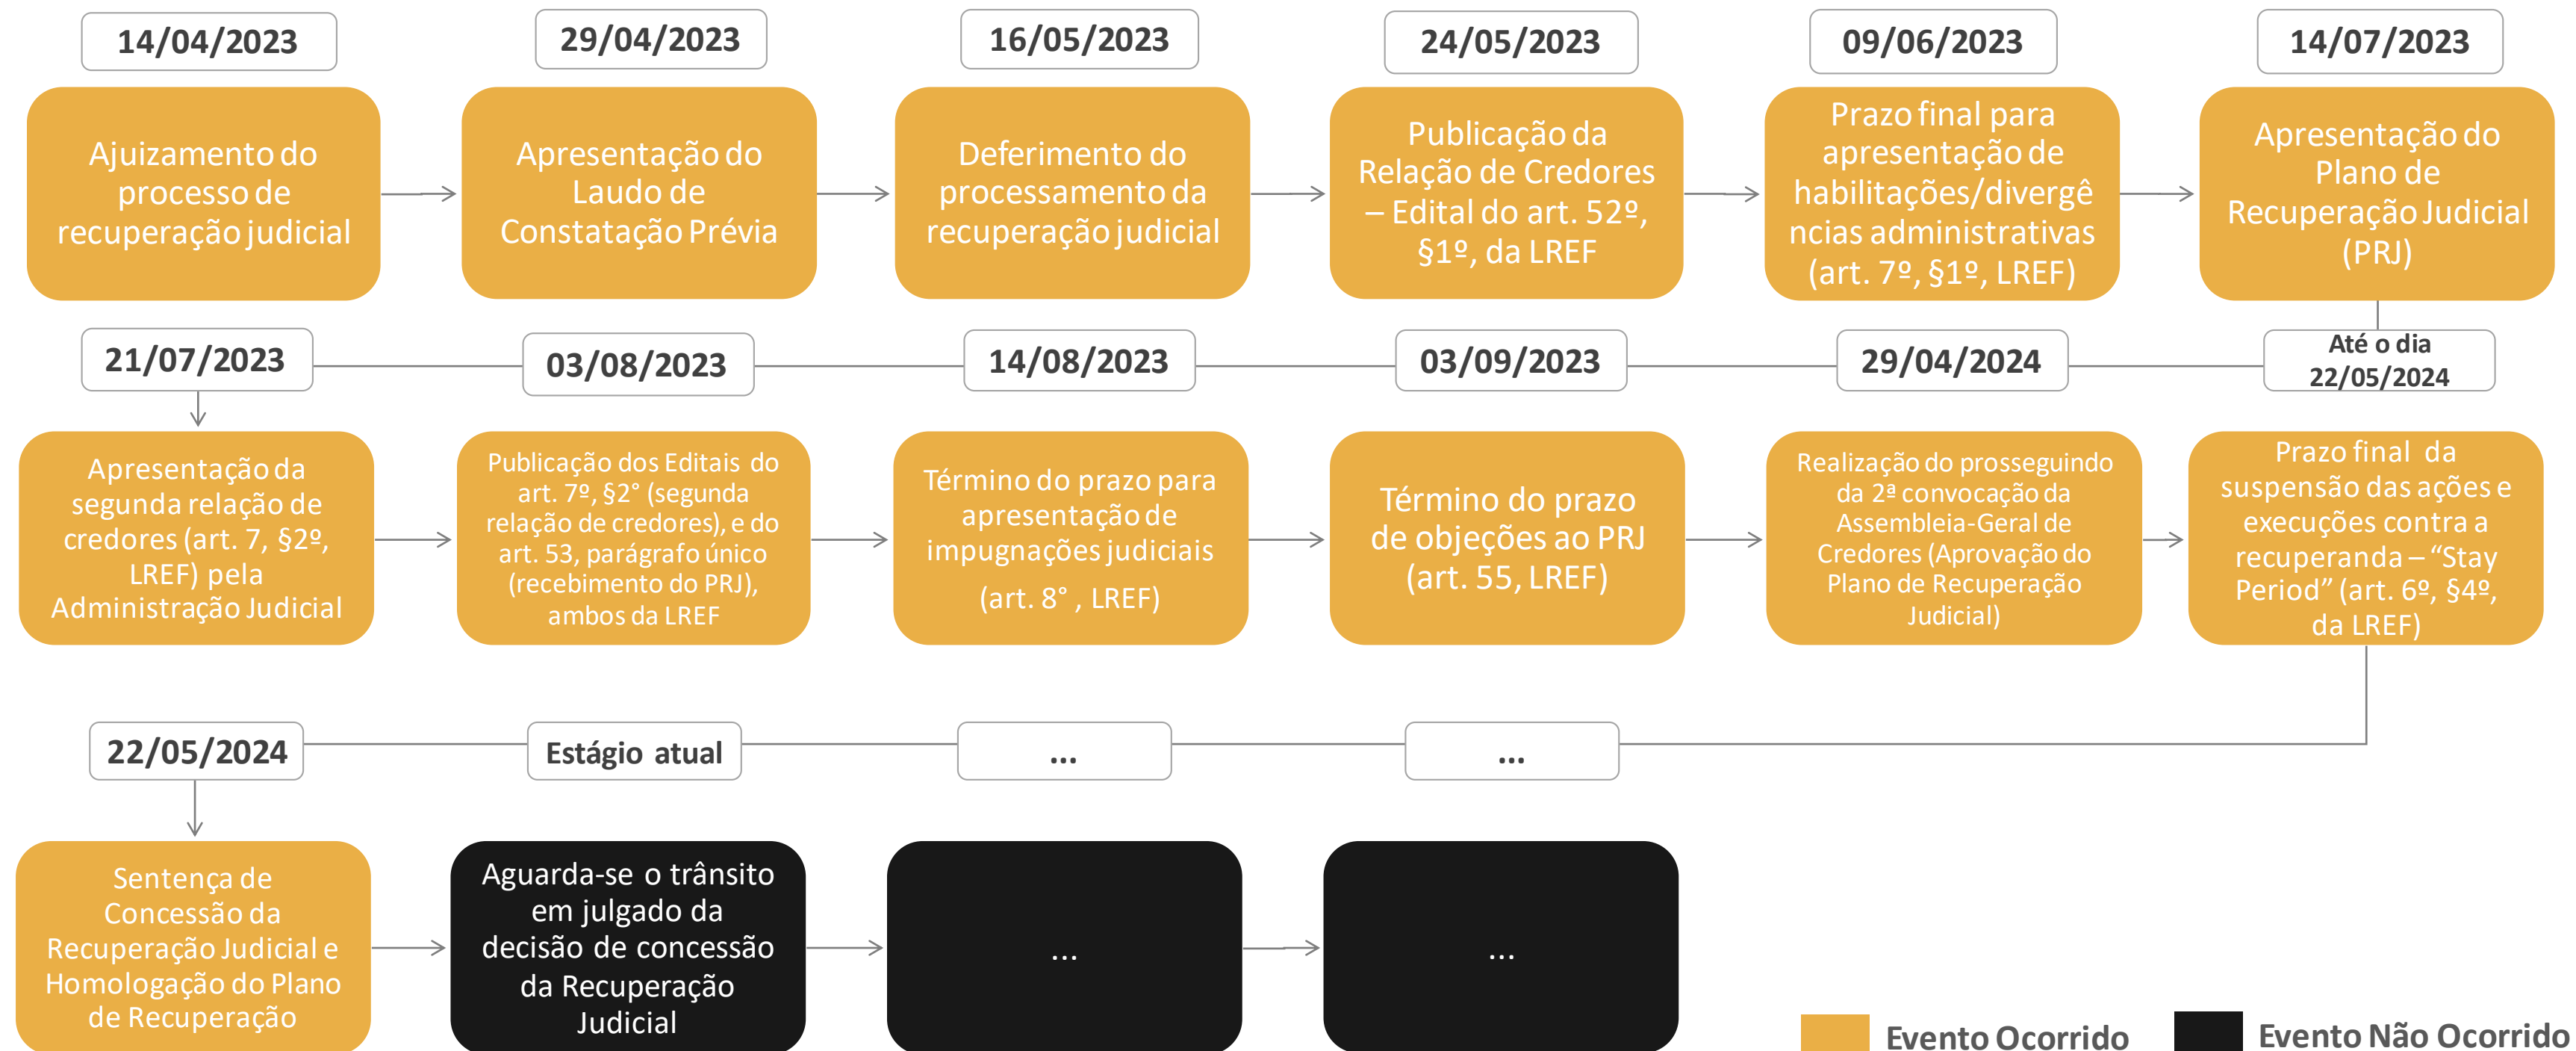 14/04/2023
29/04/2023
16/05/2023
24/05/2023
09/06/2023
14/07/2023
Ajuizamento do
processo de
recuperação judicial
Apresentação do
Laudo de
Constatação Prévia
Deferimento do
processamento da
recuperação judicial
Publicação da
Relação de Credores
– Edital do art. 52º,
§1º, da LREF
Prazo final para
apresentação de
habilitações/divergê
ncias administrativas
(art. 7º, §1º, LREF)
Apresentação do
Plano de
Recuperação Judicial
(PRJ)
21/07/2023
03/08/2023
14/08/2023
03/09/2023
29/04/2024
Até o dia
22/05/2024
Apresentação da
segunda relação de
credores (art. 7, §2º,
LREF) pela
Administração Judicial
Publicação dos Editais do
art. 7º, §2° (segunda
relação de credores), e do
art. 53, parágrafo único
(recebimento do PRJ),
ambos da LREF
Término do prazo para
apresentação de
impugnações judiciais
(art. 8° , LREF)
Término do prazo
de objeções ao PRJ
(art. 55, LREF)
Realização do prosseguindo
da 2ª convocação da
Assembleia-Geral de
Credores (Aprovação do
Plano de Recuperação
Judicial)
Prazo final da
suspensão das ações e
execuções contra a
recuperanda – “Stay
Period” (art. 6º, §4º,
da LREF)
22/05/2024
Estágio atual
...
...
Sentença de
Concessão da
Recuperação Judicial e
Homologação do Plano
de Recuperação
Aguarda-se o trânsito
em julgado da
decisão de concessão
da Recuperação
Judicial
...
...
Evento Ocorrido
Evento Não Ocorrido